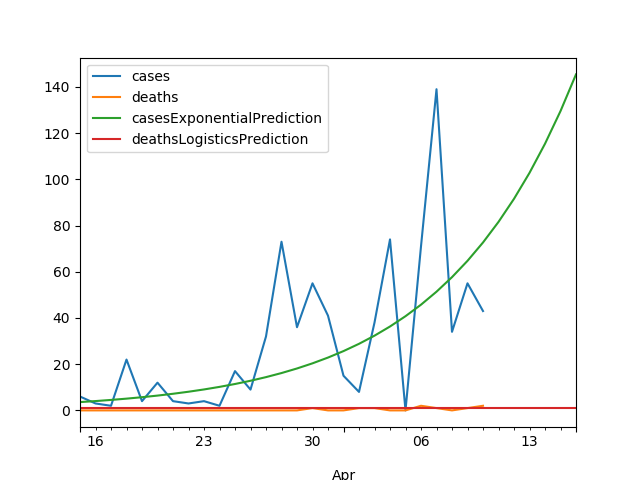 cases
deaths
casesExponentialPrediction
deathsLogisticsPrediction
140
120
100
80
60
40
20
0
16 23 30 06 13
Apr